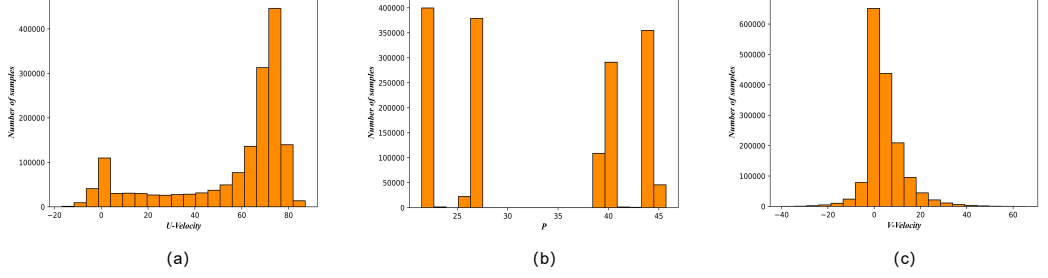 400000
300000
200000
100000
0
Number of samples
−20 0 20 40 60 80
U-Velocity
(a)
400000
350000
300000
250000
200000
150000
100000
50000
0
Number of samples
25 30 35 40 45
P
(b)
600000
500000
400000
300000
200000
100000
0
Number of samples
−40 −20 0 20 40 60
V-Velocity
(c)